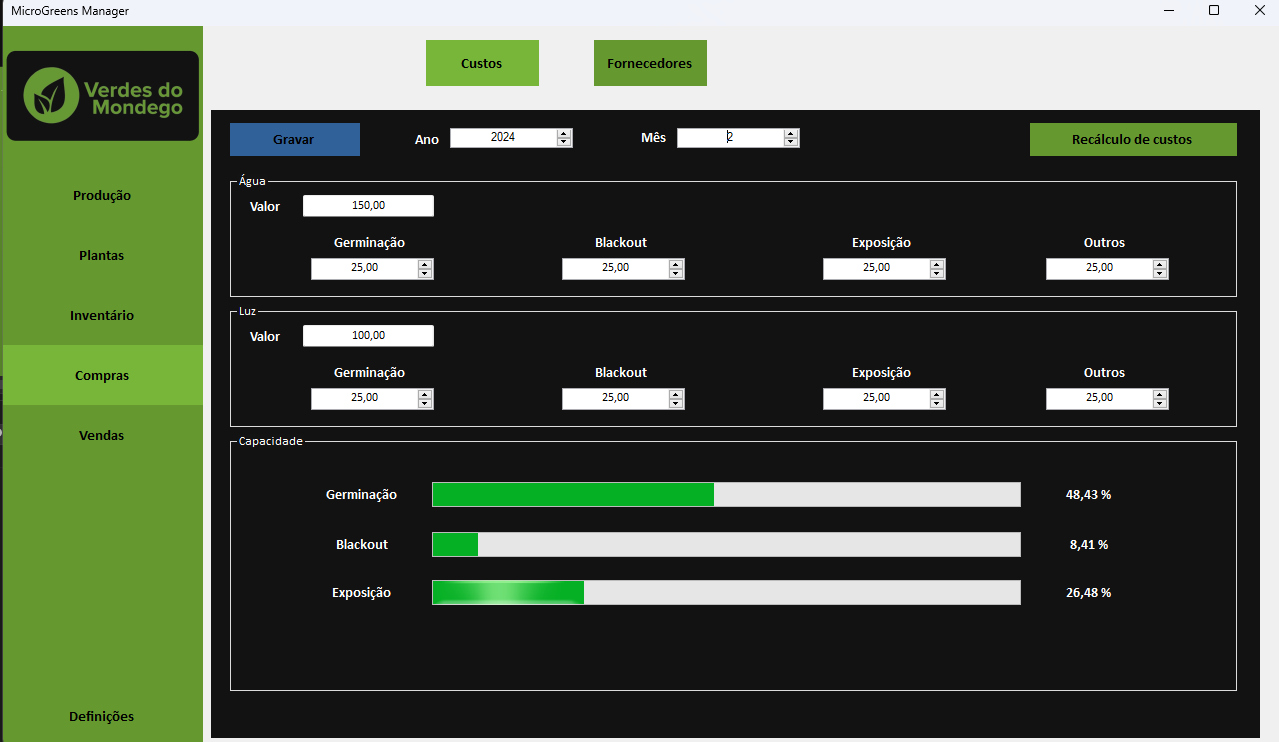 MicroGreens Manager
Verdes do
Mondego
Custos
Fornecedores
Gravar
Ano
2024
Mês
2
Recálculo de custos
Produção
Plantas
Inventário
Compras
Vendas
Definições
Água
Valor
150,00
Germinação
Blackout
Exposição
Outros
25,00
25,00
25,00
25,00
Luz
Valor
100,00
Germinação
Blackout
Exposição
Outros
25,00
25,00
25,00
25,00
Capacidade
Germinação
48,43 %
Blackout
8,41 %
Exposição
26,48 %